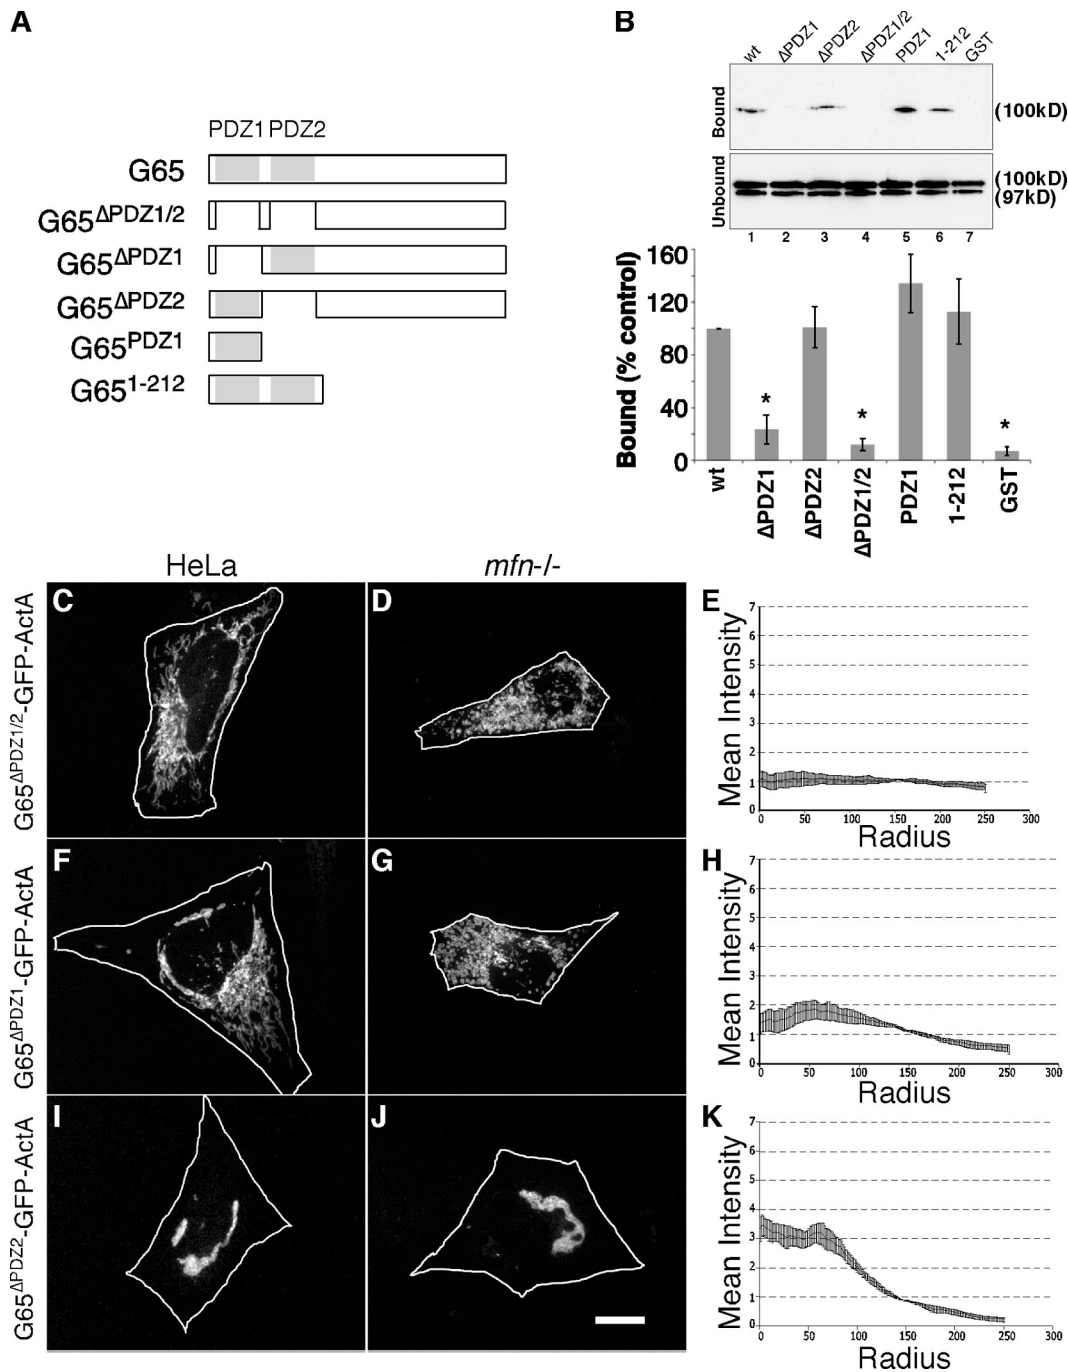 A
PDZ1 PDZ2
G65
G65ΔPDZ1/2
G65ΔPDZ1
G65ΔPDZ2
G65PDZ1
G651-212
B
wt ΔPDZ1 ΔPDZ2 ΔPDZ1/2 PDZ1 1-212 GST
Bound
(100kD)
Unbound
(100kD)
(97kD)
1 2 3 4 5 6 7
Bound (% control)
160
120
80
40
0
* * *
wt ΔPDZ1 ΔPDZ2 ΔPDZ1/2 PDZ1 1-212 GST
HeLa mfn-/-
G65ΔPDZ1/2-GFP-ActA
C D E
Mean Intensity
7
6
5
4
3
2
1
0
0 50 100 150 200 250 300
Radius
G65ΔPDZ1-GFP-ActA
F G H
Mean Intensity
7
6
5
4
3
2
1
0
0 50 100 150 200 250 300
Radius
G65ΔPDZ2-GFP-ActA
I J K
Mean Intensity
7
6
5
4
3
2
1
0
0 50 100 150 200 250 300
Radius